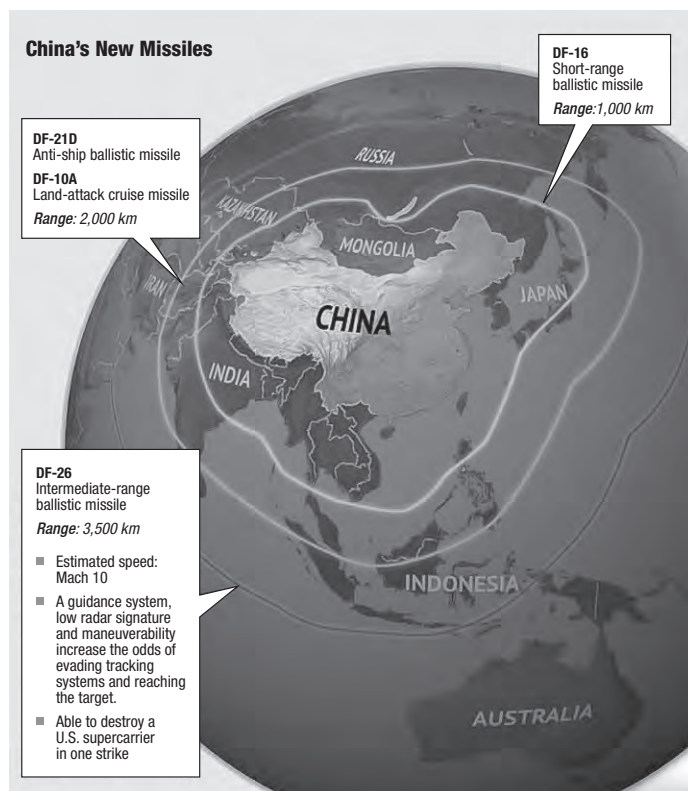 China's New Missiles
DF-16
Short-range
ballistic missile
Range:1,000 km
DF-21D
Anti-ship ballistic missile
DF-10A
Land-attack cruise missile
Range: 2,000 km
RUSSIA
KAZAKHSTAN
MONGOLIA
IRAN
JAPAN
CHINA
INDIA
DF-26
Intermediate-range
ballistic missile
Range: 3,500 km
■ Estimated speed:
Mach 10
■ A guidance system,
low radar signature
and maneuverability
increase the odds of
evading tracking
systems and reaching
the target.
■ Able to destroy a
U.S. supercarrier
in one strike
INDONESIA
AUSTRALIA